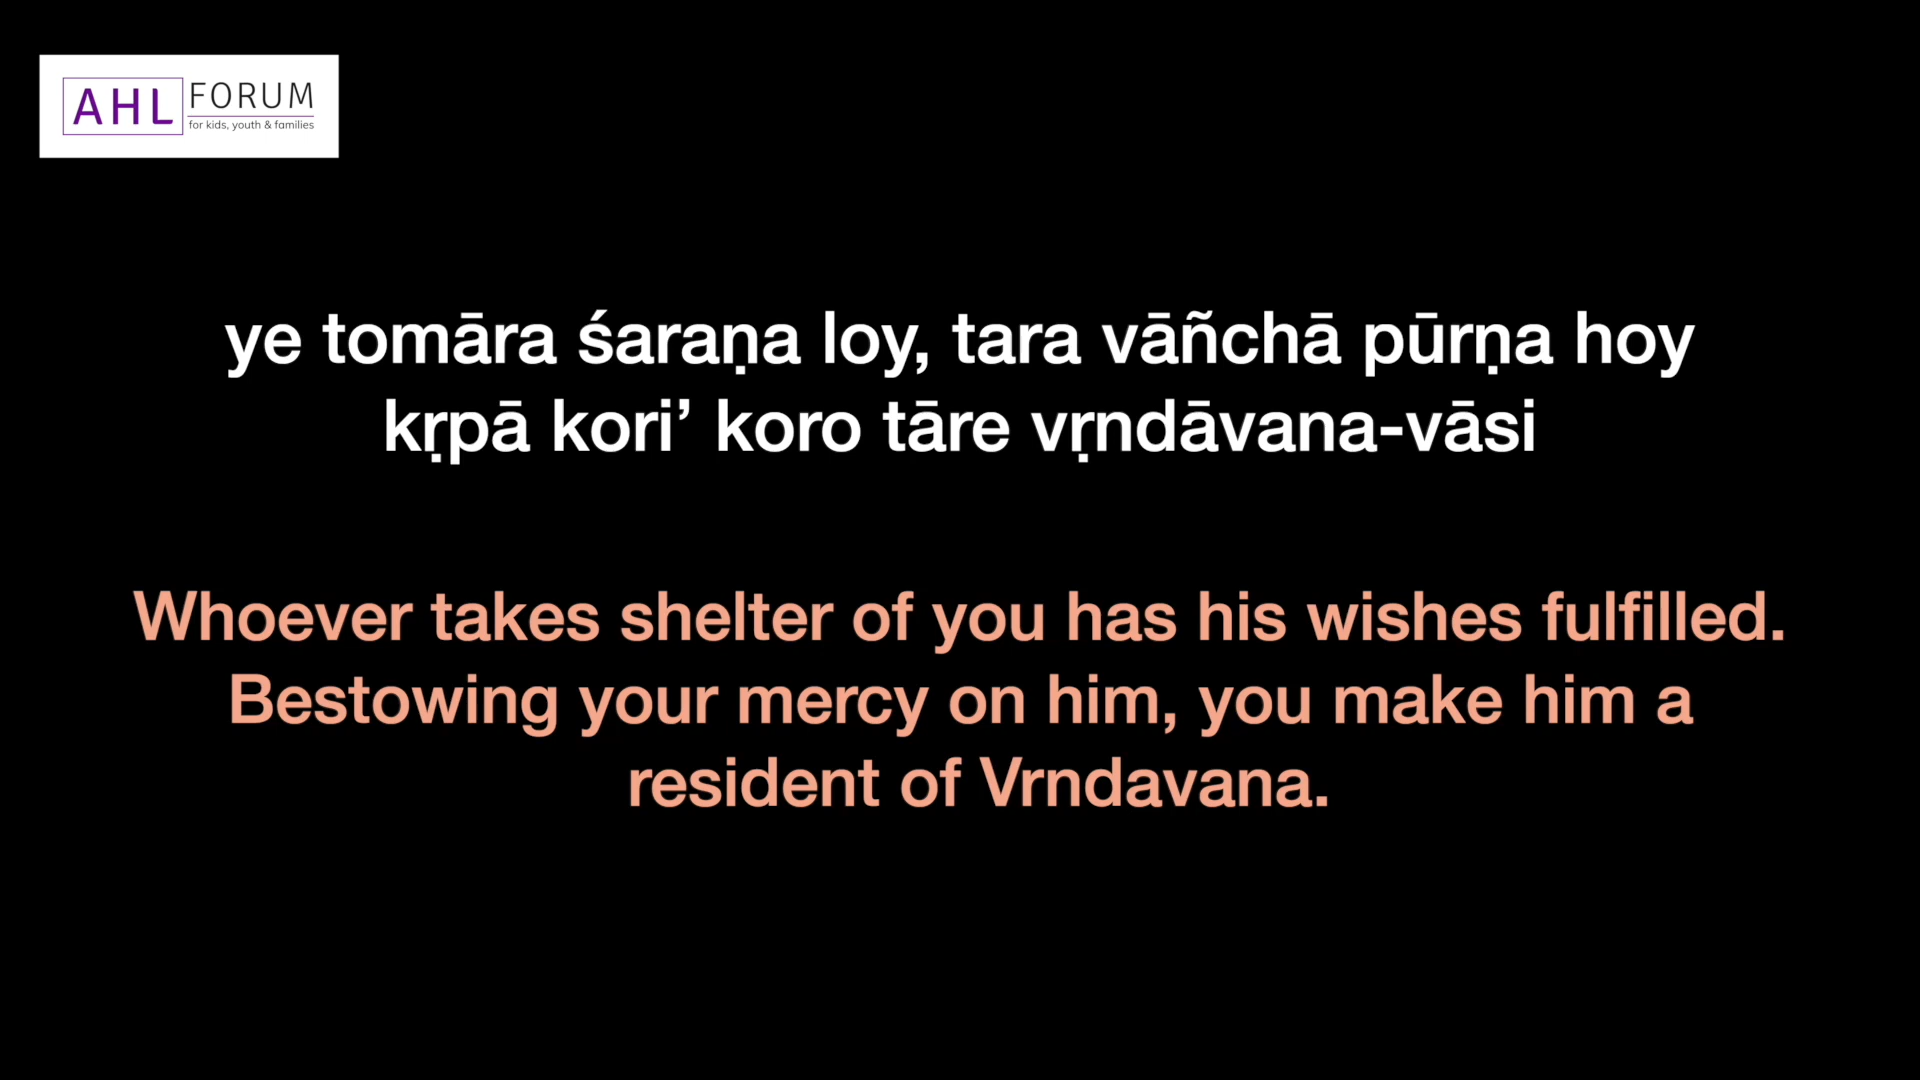 AHL FORUM
for kids, youth & families
ye tomāra śaraṇa loy, tara vāñchā pūrṇa hoy
kṛpā kori’ koro tāre vṛndāvana-vāsi
Whoever takes shelter of you has his wishes fulfilled.
Bestowing your mercy on him, you make him a
resident of Vrndavana.